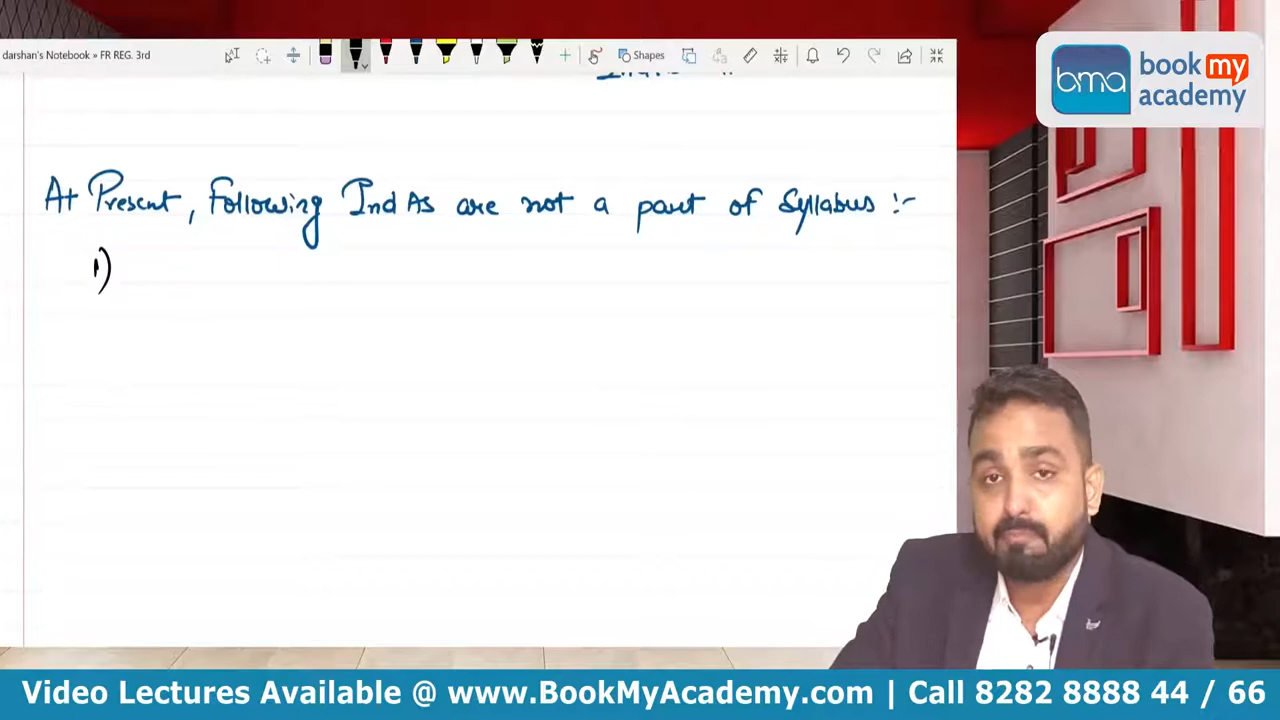 darshan's Notebook » FR REG. 3rd
Shapes
book my
academy
bma
At Present, Following Ind As are not a part of Syllabus :-
1)
Video Lectures Available @ www.BookMyAcademy.com | Call 8282 8888 44 / 66